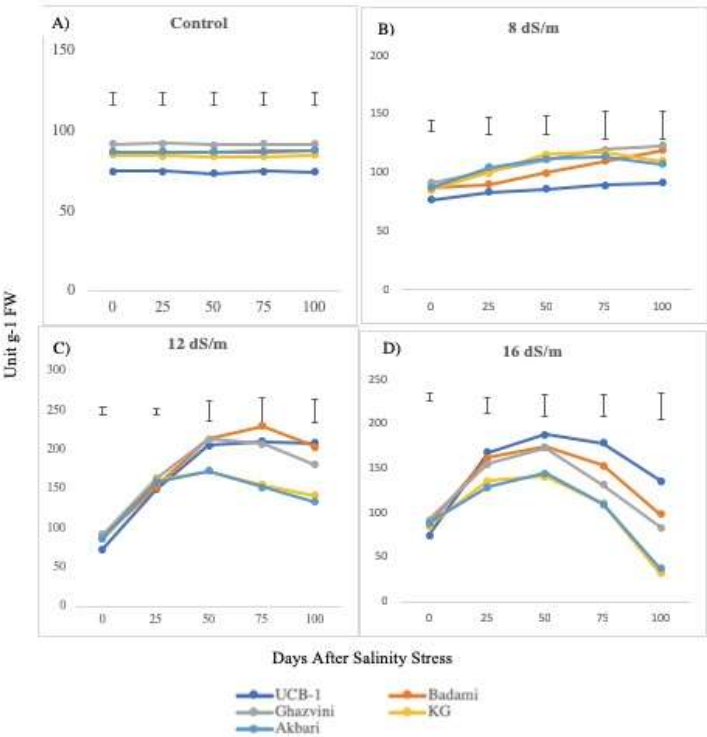 A)
Control
150
100
50
0
0 25 50 75 100
B)
8 dS/m
200
150
100
50
0
0 25 50 75 100
Unit g-1 FW
C)
12 dS/m
300
250
200
150
100
50
0
0 25 50 75 100
D)
16 dS/m
250
200
150
100
50
0
0 25 50 75 100
Days After Salinity Stress
UCB-1 Badami
Ghazvini KG
Akbari